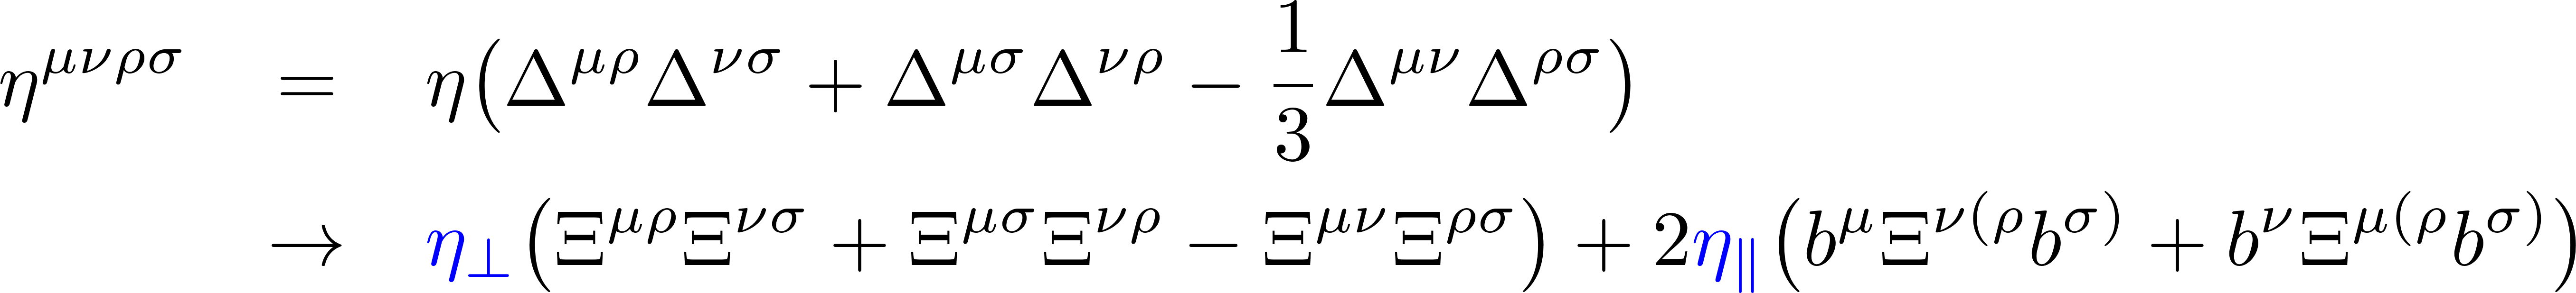 η^{μνρσ} = η(Δ^{μρ}Δ^{νσ} + Δ^{μσ}Δ^{νρ} − \frac{1}{3}Δ^{μν}Δ^{ρσ})
→ η_⊥(Ξ^{μρ}Ξ^{νσ} + Ξ^{μσ}Ξ^{νρ} − Ξ^{μν}Ξ^{ρσ}) + 2η_∥(b^μΞ^{ν(ρ}b^{σ)} + b^νΞ^{μ(ρ}b^{σ)})